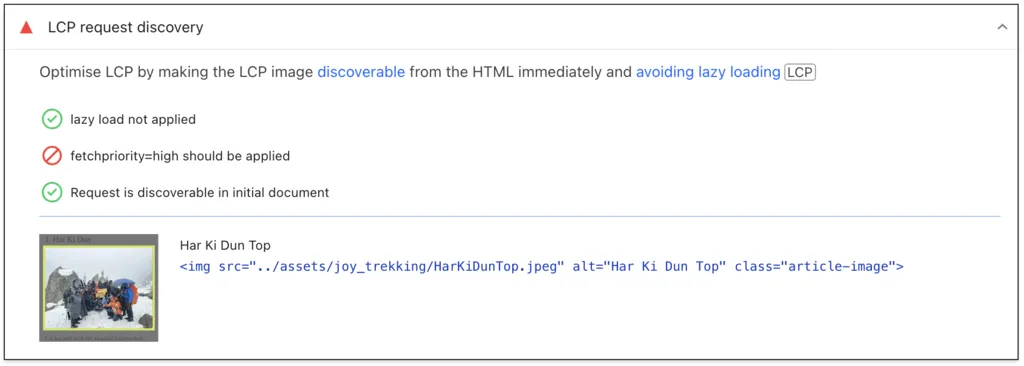 LCP request discovery
Optimise LCP by making the LCP image discoverable from the HTML immediately and avoiding lazy loading LCP
lazy load not applied
fetchpriority=high should be applied
Request is discoverable in initial document
1. Har Ki Dun
Har Ki Dun Top
<img src="../assets/joy_trekking/HarKiDunTop.jpeg" alt="Har Ki Dun Top" class="article-image">